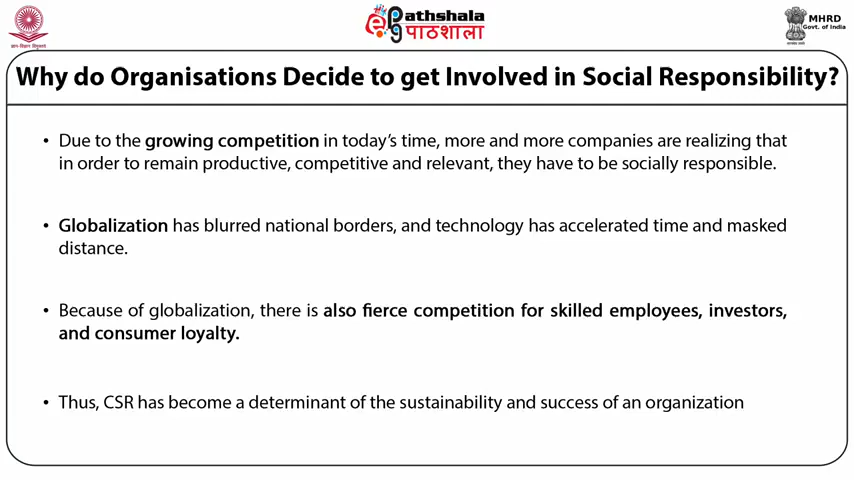 ज्ञान-विज्ञान विमुक्तये
epgpathshala
पाठशाला
MHRD
Govt. of India
Why do Organisations Decide to get Involved in Social Responsibility?
• Due to the growing competition in today's time, more and more companies are realizing that
in order to remain productive, competitive and relevant, they have to be socially responsible.
• Globalization has blurred national borders, and technology has accelerated time and masked
distance.
• Because of globalization, there is also fierce competition for skilled employees, investors,
and consumer loyalty.
• Thus, CSR has become a determinant of the sustainability and success of an organization